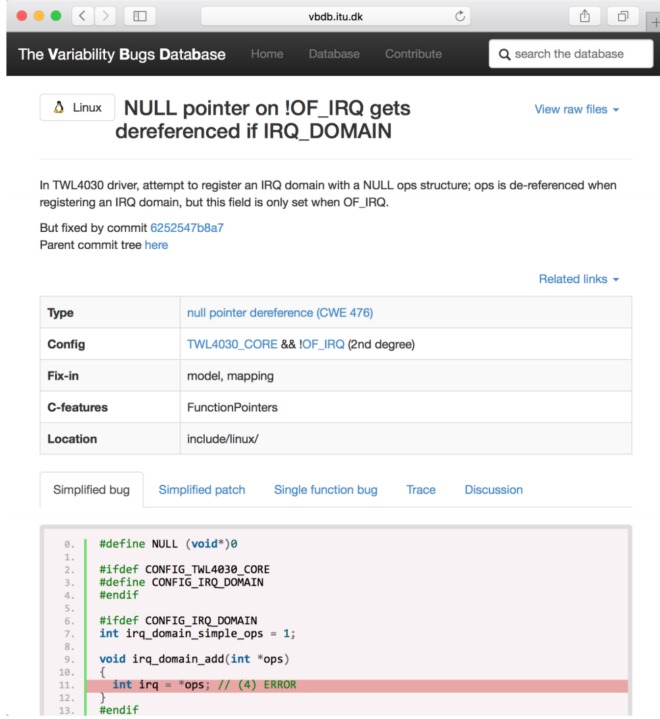 vbdb.itu.dk
The Variability Bugs Database Home Database Contribute search the database
Linux NULL pointer on !OF_IRQ gets View raw files
dereferenced if IRQ_DOMAIN
In TWL4030 driver, attempt to register an IRQ domain with a NULL ops structure; ops is de-referenced when
registering an IRQ domain, but this field is only set when OF_IRQ.
But fixed by commit 6252547b8a7
Parent commit tree here
Related links
Type null pointer dereference (CWE 476)
Config TWL4030_CORE && !OF_IRQ (2nd degree)
Fix-in model, mapping
C-features FunctionPointers
Location include/linux/
Simplified bug Simplified patch Single function bug Trace Discussion
0. #define NULL (void*)0
1.
2. #ifdef CONFIG_TWL4030_CORE
3. #define CONFIG_IRQ_DOMAIN
4. #endif
5.
6. #ifdef CONFIG_IRQ_DOMAIN
7. int irq_domain_simple_ops = 1;
8.
9. void irq_domain_add(int *ops)
10. {
11. int irq = *ops; // (4) ERROR
12. }
13. #endif